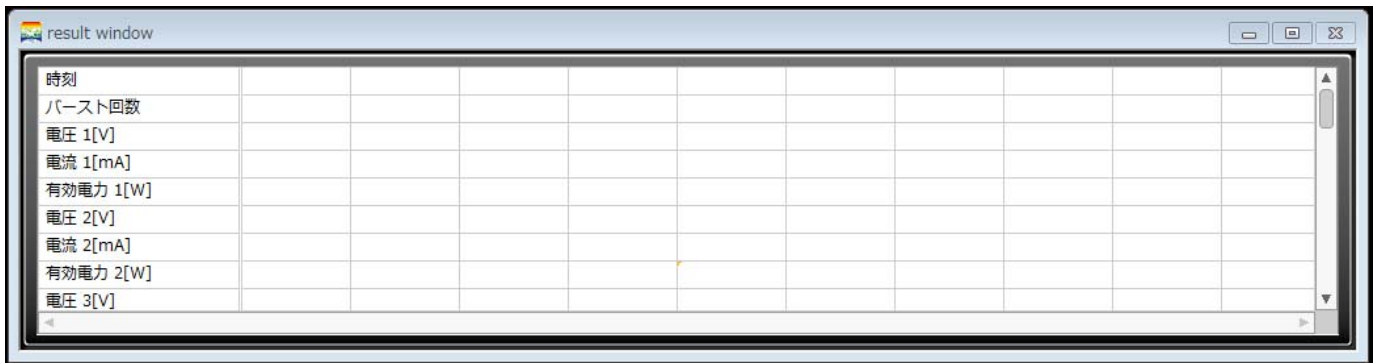 result window
時刻
バースト回数
電圧 1[V]
電流 1[mA]
有効電力 1[W]
電圧 2[V]
電流 2[mA]
有効電力 2[W]
電圧 3[V]